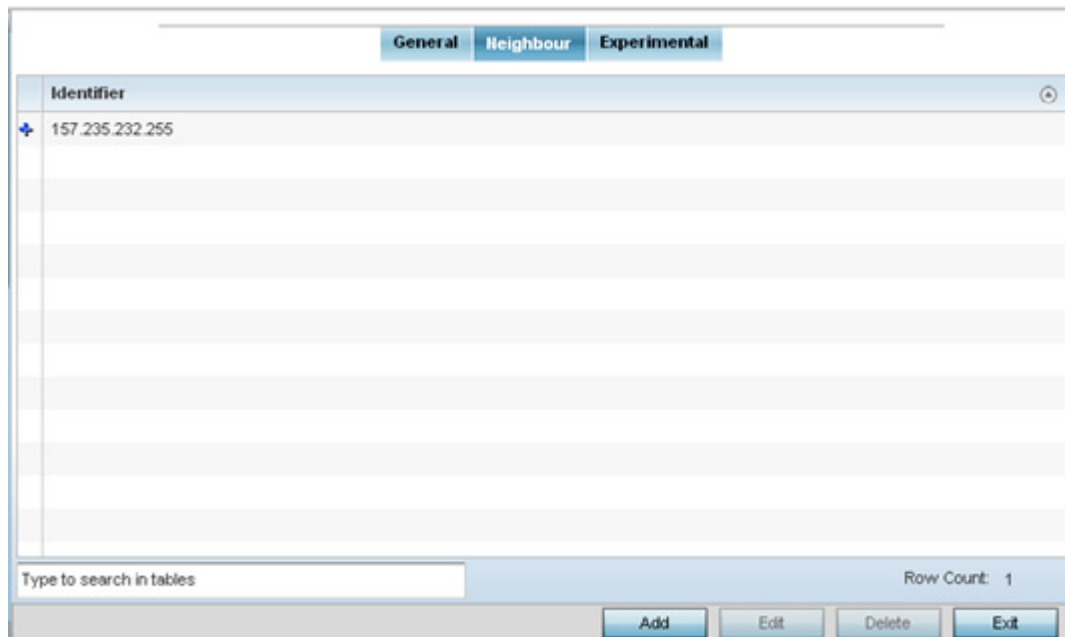 General Neighbour Experimental
Identifier
157.235.232.255
Type to search in tables Row Count: 1
Add Edit Delete Exit